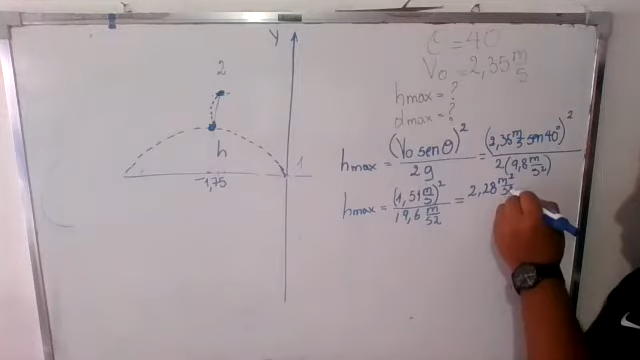 Y
2
h
1
-1,75
θ = 40
V₀ = 2,35 m/s
hmax = ?
dmax = ?
hmax = (V₀ sen θ)² / 2g = (2,35 m/s sen 40°)² / 2(9,8 m/s²)
hmax = (1,51 m/s)² / 19,6 m/s² = 2,28 m²/s²